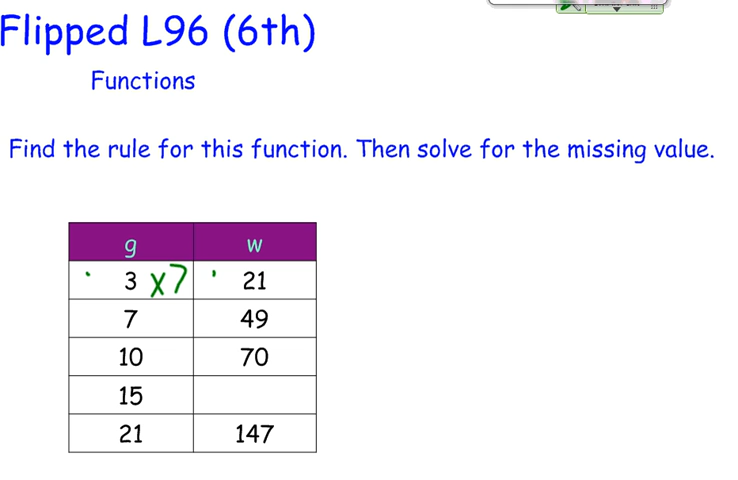 Flipped L96 (6th)
Functions
Find the rule for this function. Then solve for the missing value.
g w
3 x7 21
7 49
10 70
15
21 147